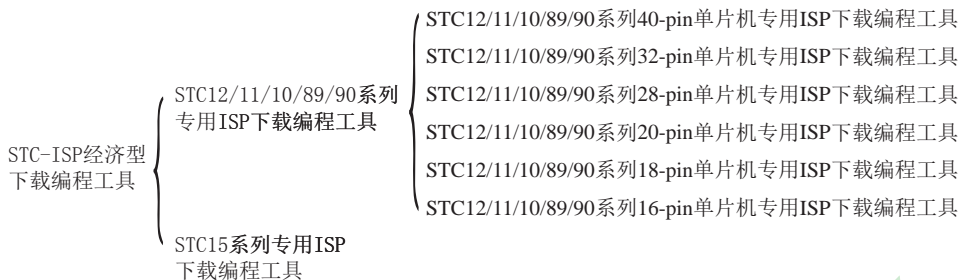 STC-ISP经济型
下载编程工具
STC12/11/10/89/90系列
专用ISP下载编程工具
STC12/11/10/89/90系列40-pin单片机专用ISP下载编程工具
STC12/11/10/89/90系列32-pin单片机专用ISP下载编程工具
STC12/11/10/89/90系列28-pin单片机专用ISP下载编程工具
STC12/11/10/89/90系列20-pin单片机专用ISP下载编程工具
STC12/11/10/89/90系列18-pin单片机专用ISP下载编程工具
STC12/11/10/89/90系列16-pin单片机专用ISP下载编程工具
STC15系列专用ISP
下载编程工具